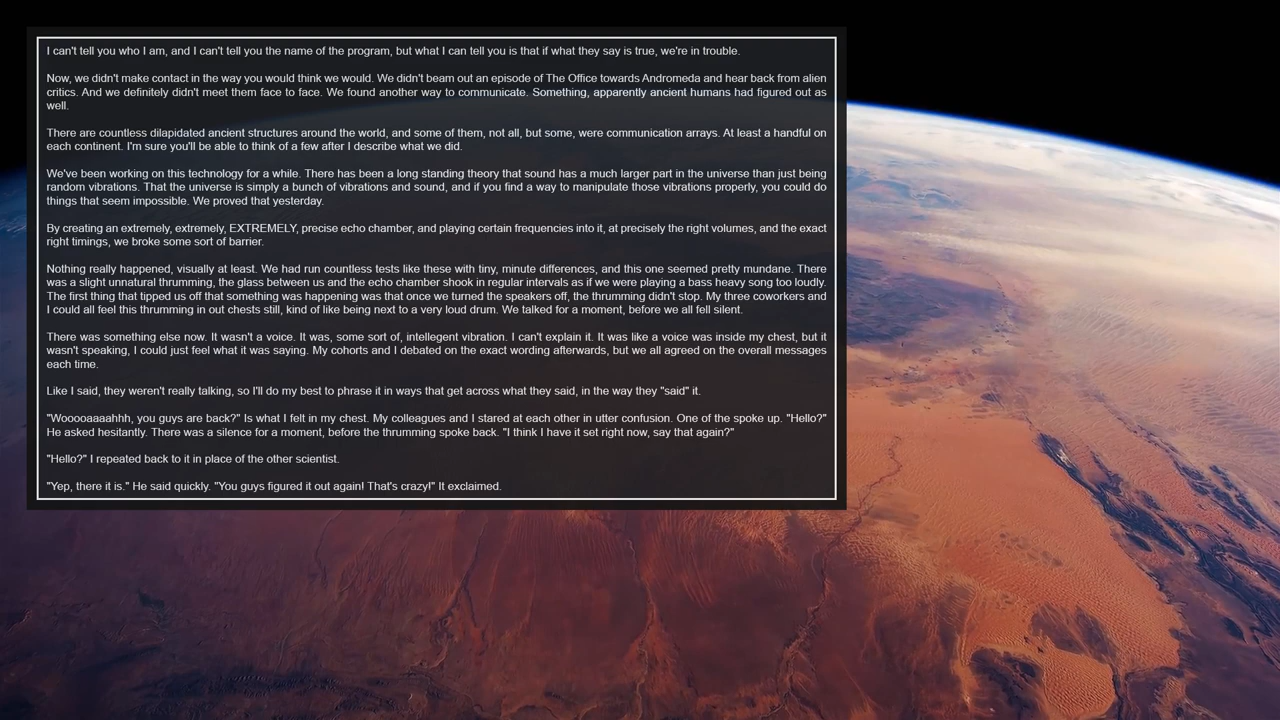 I can't tell you who I am, and I can't tell you the name of the program, but what I can tell you is that if what they say is true, we're in trouble.
Now, we didn't make contact in the way you would think we would. We didn't beam out an episode of The Office towards Andromeda and hear back from alien
critics. And we definitely didn't meet them face to face. We found another way to communicate. Something, apparently ancient humans had figured out as
well.
There are countless dilapidated ancient structures around the world, and some of them, not all, but some, were communication arrays. At least a handful on
each continent. I'm sure you'll be able to think of a few after I describe what we did.
We've been working on this technology for a while. There has been a long standing theory that sound has a much larger part in the universe than just being
random vibrations. That the universe is simply a bunch of vibrations and sound, and if you find a way to manipulate those vibrations properly, you could do
things that seem impossible. We proved that yesterday.
By creating an extremely, extremely, EXTREMELY, precise echo chamber, and playing certain frequencies into it, at precisely the right volumes, and the exact
right timings, we broke some sort of barrier.
Nothing really happened, visually at least. We had run countless tests like these with tiny, minute differences, and this one seemed pretty mundane. There
was a slight unnatural thrumming, the glass between us and the echo chamber shook in regular intervals as if we were playing a bass heavy song too loudly.
The first thing that tipped us off that something was happening was that once we turned the speakers off, the thrumming didn't stop. My three coworkers and
I could all feel this thrumming in out chests still, kind of like being next to a very loud drum. We talked for a moment, before we all fell silent.
There was something else now. It wasn't a voice. It was, some sort of, intellegent vibration. I can't explain it. It was like a voice was inside my chest, but it
wasn't speaking, I could just feel what it was saying. My cohorts and I debated on the exact wording afterwards, but we all agreed on the overall messages
each time.
Like I said, they weren't really talking, so I'll do my best to phrase it in ways that get across what they said, in the way they "said" it.
"Wooooaaaahhh, you guys are back?" Is what I felt in my chest. My colleagues and I stared at each other in utter confusion. One of the spoke up. "Hello?"
He asked hesitantly. There was a silence for a moment, before the thrumming spoke back. "I think I have it set right now, say that again?"
"Hello?" I repeated back to it in place of the other scientist.
"Yep, there it is." He said quickly. "You guys figured it out again! That's crazy!" It exclaimed.